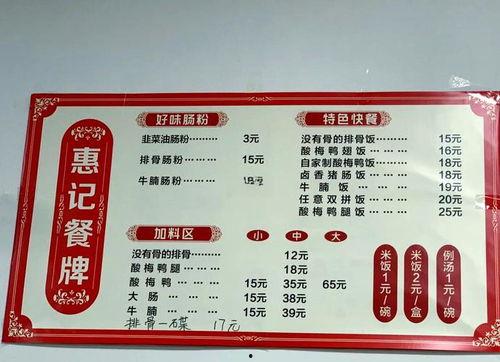 惠记餐牌
好味肠粉
韭菜油肠粉……… 3元
排骨肠粉……… 15元
牛腩肠粉………
特色快餐
没有骨的排骨饭……… 15元
酸梅鸭翅饭……… 16元
自家制酸梅鸭饭……… 18元
卤香猪肠饭……… 18元
牛腩饭……… 19元
任意双拼饭……… 20元
酸梅鸭腿饭……… 25元
加料区 小 中 大
没有骨的排骨……… 12元
酸梅鸭腿……… 18元
酸梅鸭……… 15元 35元 65元
大肠……… 15元 38元
牛腩……… 15元 39元
排骨一碟 17元
米饭1元/碗
米饭2元/盒
例汤1元/碗